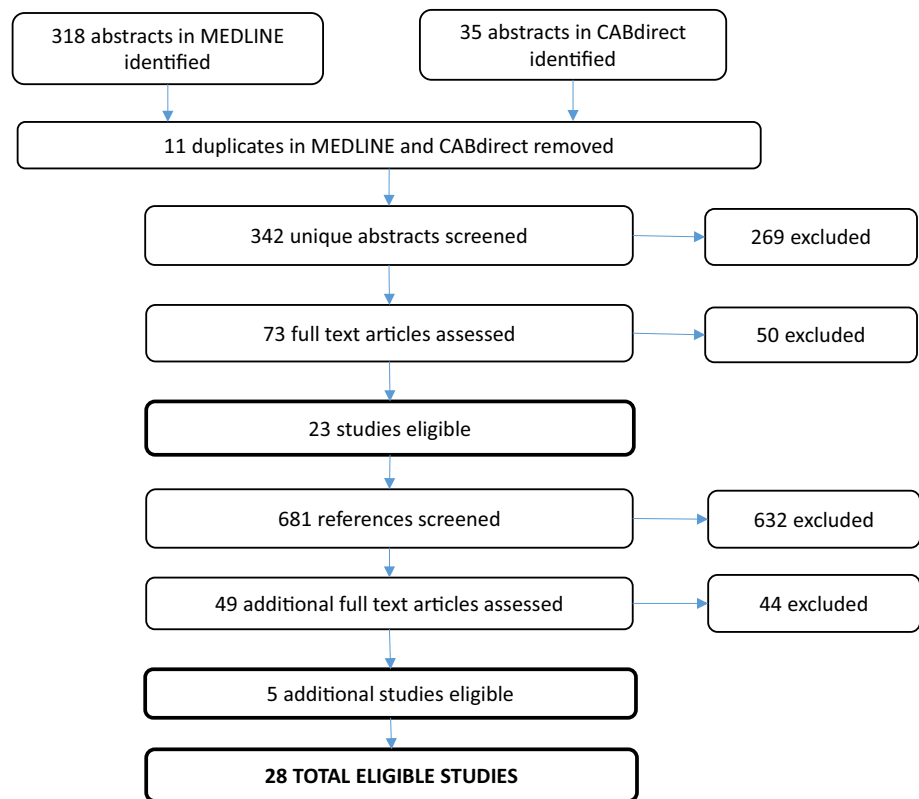 318 abstracts in MEDLINE
identified
35 abstracts in CABdirect
identified
11 duplicates in MEDLINE and CABdirect removed
342 unique abstracts screened
269 excluded
73 full text articles assessed
50 excluded
23 studies eligible
681 references screened
632 excluded
49 additional full text articles assessed
44 excluded
5 additional studies eligible
28 TOTAL ELIGIBLE STUDIES